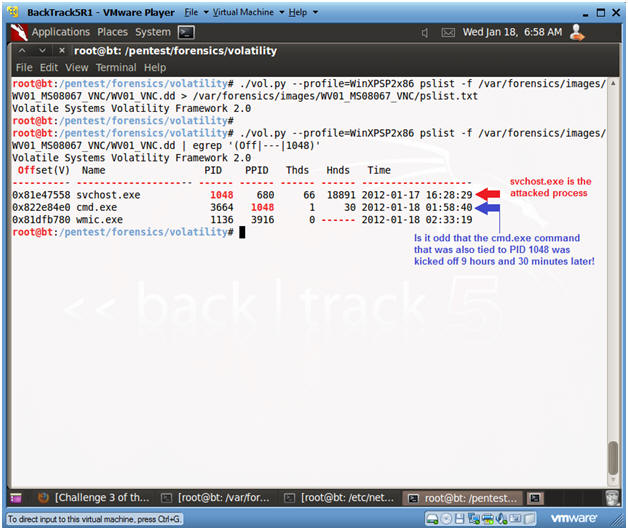 BackTrack5R1 - VMware Player File Virtual Machine Help
Applications Places System Wed Jan 18, 6:58 AM
root@bt: /pentest/forensics/volatility
File Edit View Terminal Help
root@bt:/pentest/forensics/volatility# ./vol.py --profile=WinXPSP2x86 pslist -f /var/forensics/images/
WV01_MS08067_VNC/WV01_VNC.dd > /var/forensics/images/WV01_MS08067_VNC/pslist.txt
Volatile Systems Volatility Framework 2.0
root@bt:/pentest/forensics/volatility#
root@bt:/pentest/forensics/volatility# ./vol.py --profile=WinXPSP2x86 pslist -f /var/forensics/images/
WV01_MS08067_VNC/WV01_VNC.dd | egrep '(Off|---|1048)'
Volatile Systems Volatility Framework 2.0
Offset(V) Name PID PPID Thds Hnds Time
---------- -------------------- ------ ------ ------ ------ -------------------
0x81e47558 svchost.exe 1048 680 66 18891 2012-01-17 16:28:29
0x822e84e0 cmd.exe 3664 1048 1 30 2012-01-18 01:58:40
0x81dfb780 wmic.exe 1136 3916 0 ------ 2012-01-18 02:33:19
root@bt:/pentest/forensics/volatility#
svchost.exe is the
attacked process
Is it odd that the cmd.exe command
that was also tied to PID 1048 was
kicked off 9 hours and 30 minutes later!
<< back | track 5
[Challenge 3 of th... [root@bt: /var/for... [root@bt: /etc/net... root@bt: /pentest...
To direct input to this virtual machine, press Ctrl+G.
vmware